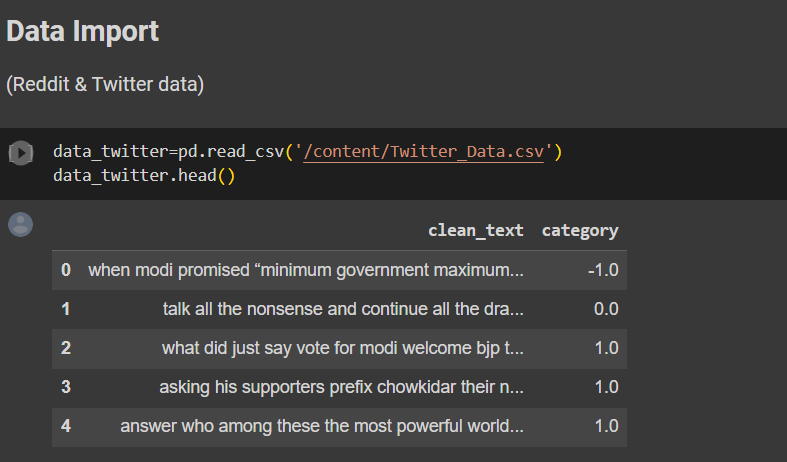 Data Import
(Reddit & Twitter data)
data_twitter=pd.read_csv('/content/Twitter_Data.csv')
data_twitter.head()
clean_text category
0 when modi promised “minimum government maximum... -1.0
1 talk all the nonsense and continue all the dra... 0.0
2 what did just say vote for modi welcome bjp t... 1.0
3 asking his supporters prefix chowkidar their n... 1.0
4 answer who among these the most powerful world... 1.0